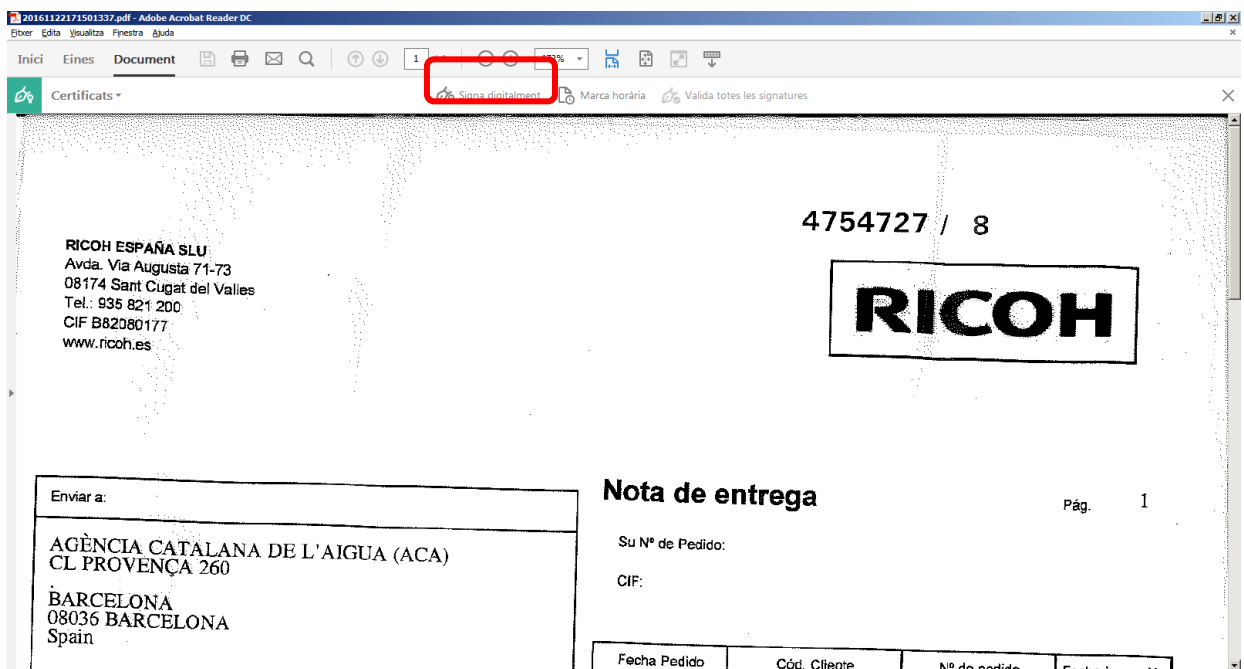 20161122171501337.pdf - Adobe Acrobat Reader DC
Fitxer Edita Visualitza Finestra Ajuda
Inici Eines Document 1
Certificats Signa digitalment Marca horària Valida totes les signatures
4754727 / 8
RICOH ESPAÑA SLU
Avda. Via Augusta 71-73
08174 Sant Cugat del Valles
Tel.: 935 821 200
CIF B82080177
www.ricoh.es
RICOH
Enviar a:
AGÈNCIA CATALANA DE L'AIGUA (ACA)
CL PROVENÇA 260
BARCELONA
08036 BARCELONA
Spain
Nota de entrega
Pág. 1
Su Nº de Pedido:
CIF:
Fecha Pedido Cód. Cliente Nº de pedido